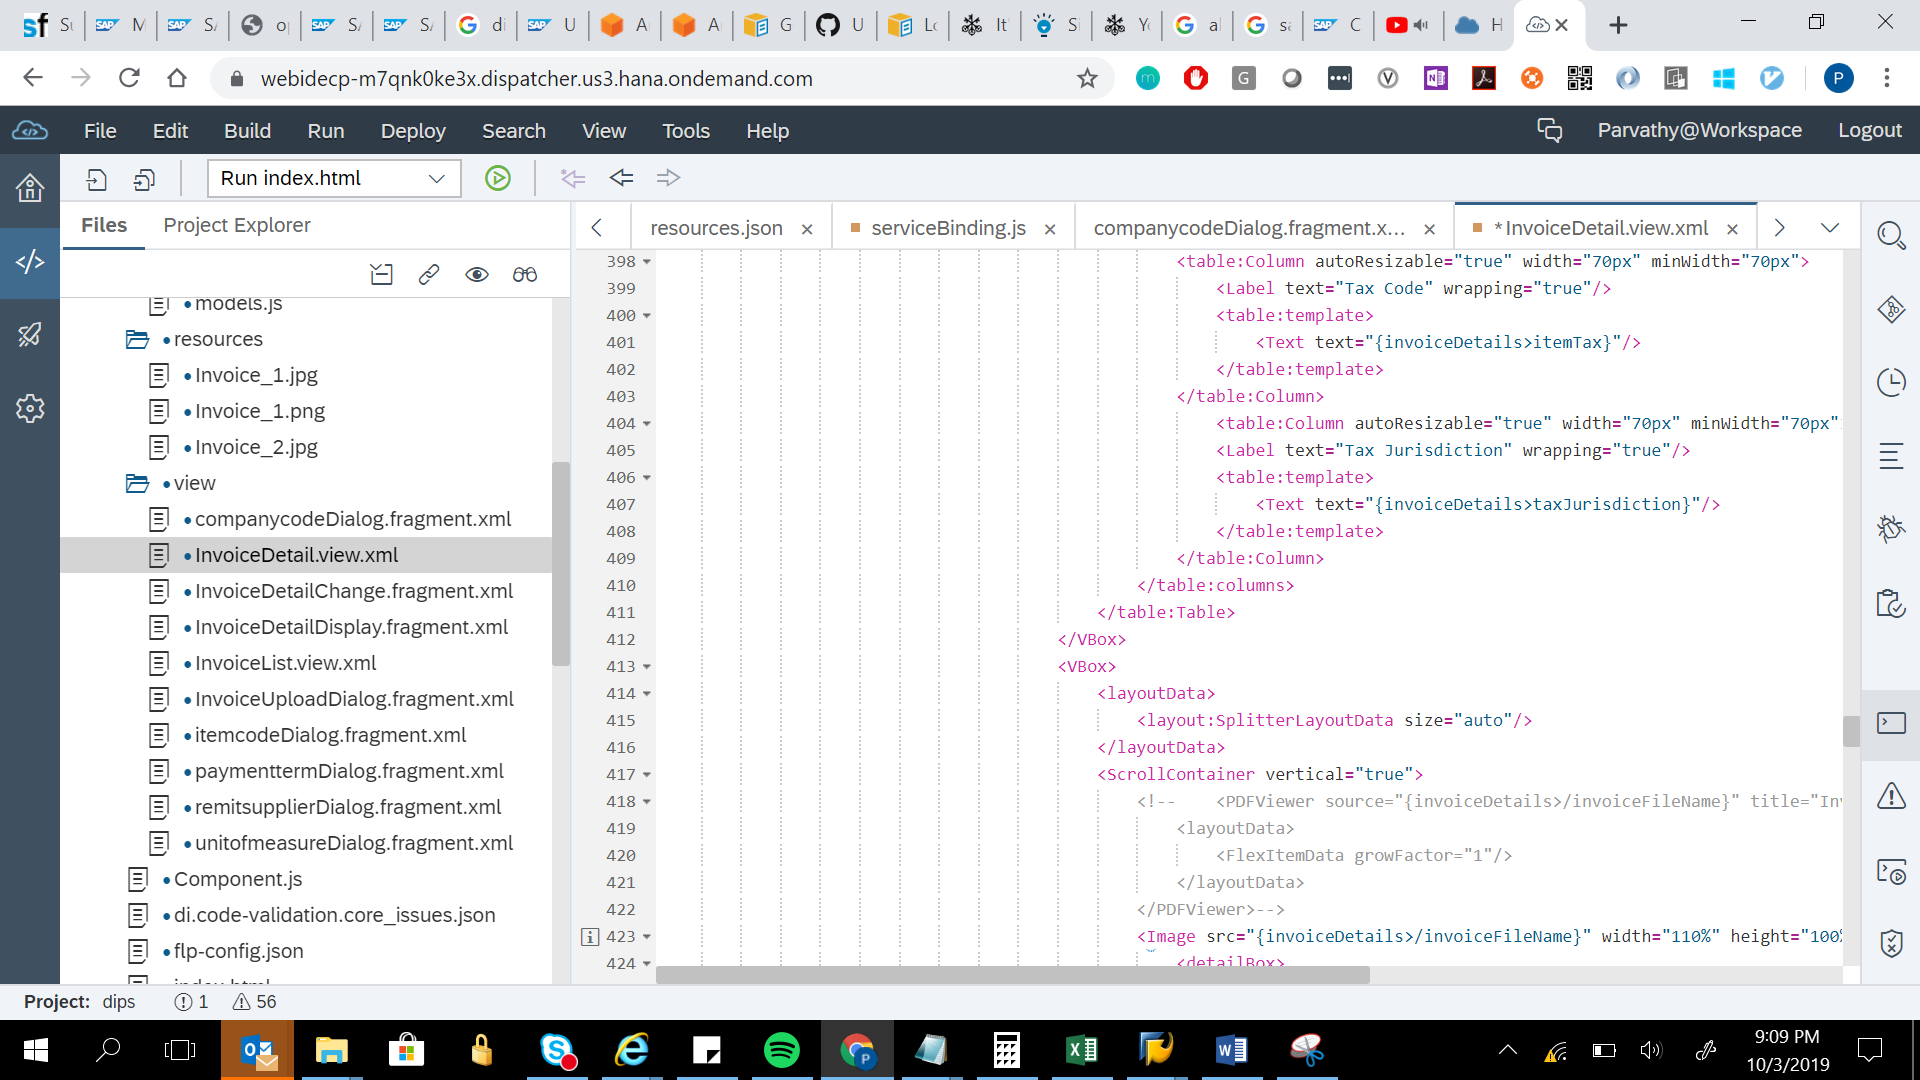 webidecp-m7qnk0ke3x.dispatcher.us3.hana.ondemand.com
File Edit Build Run Deploy Search View Tools Help
Parvathy@Workspace Logout
Run index.html
Files Project Explorer
resources.json serviceBinding.js companycodeDialog.fragment.x... *InvoiceDetail.view.xml
models.js
resources
Invoice_1.jpg
Invoice_1.png
Invoice_2.jpg
view
companycodeDialog.fragment.xml
InvoiceDetail.view.xml
InvoiceDetailChange.fragment.xml
InvoiceDetailDisplay.fragment.xml
InvoiceList.view.xml
InvoiceUploadDialog.fragment.xml
itemcodeDialog.fragment.xml
paymenttermDialog.fragment.xml
remitsupplierDialog.fragment.xml
unitofmeasureDialog.fragment.xml
Component.js
di.code-validation.core_issues.json
flp-config.json
398 <table:Column autoResizable="true" width="70px" minWidth="70px">
399 <Label text="Tax Code" wrapping="true"/>
400 <table:template>
401 <Text text="{invoiceDetails>itemTax}"/>
402 </table:template>
403 </table:Column>
404 <table:Column autoResizable="true" width="70px" minWidth="70px"
405 <Label text="Tax Jurisdiction" wrapping="true"/>
406 <table:template>
407 <Text text="{invoiceDetails>taxJurisdiction}"/>
408 </table:template>
409 </table:Column>
410 </table:columns>
411 </table:Table>
412 </VBox>
413 <VBox>
414 <layoutData>
415 <layout:SplitterLayoutData size="auto"/>
416 </layoutData>
417 <ScrollContainer vertical="true">
418 <!-- <PDFViewer source="{invoiceDetails>/invoiceFileName}" title="In
419 <layoutData>
420 <FlexItemData growFactor="1"/>
421 </layoutData>
422 </PDFViewer>-->
423 <Image src="{invoiceDetails>/invoiceFileName}" width="110%" height="100%
424 <detailBox>
Project: dips 1 56
9:09 PM
10/3/2019